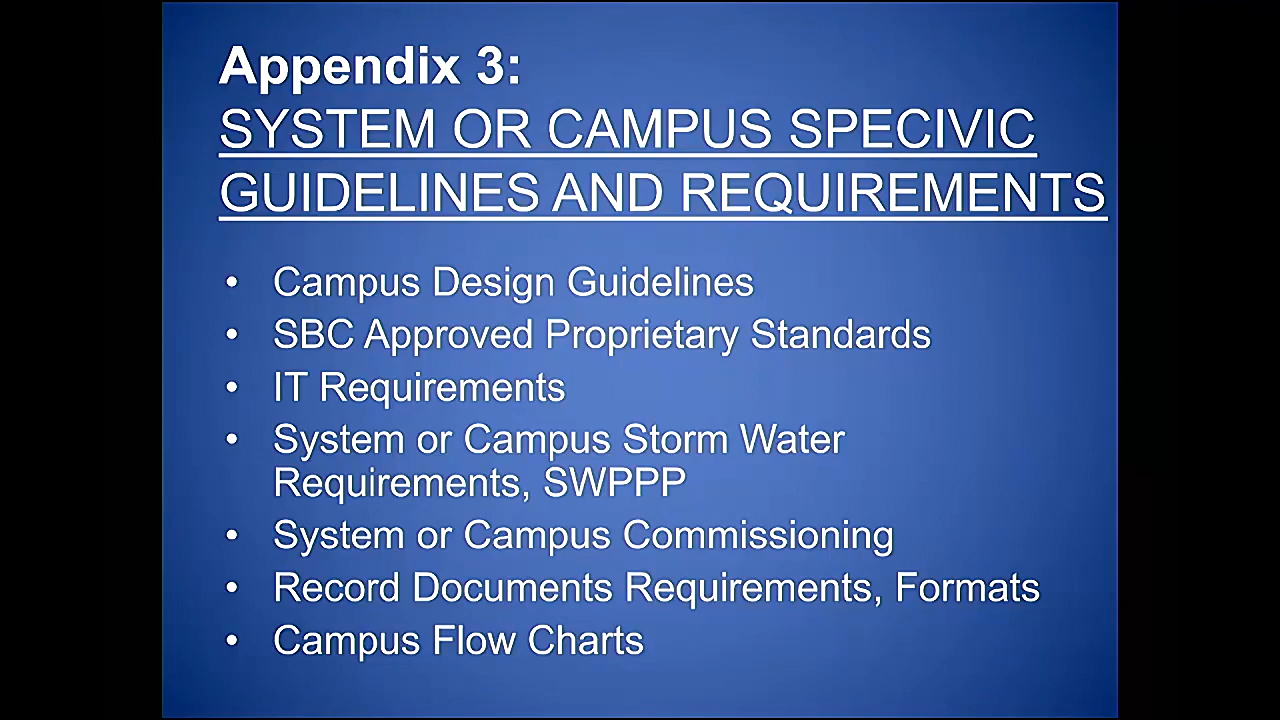 Appendix 3:
SYSTEM OR CAMPUS SPECIVIC
GUIDELINES AND REQUIREMENTS
• Campus Design Guidelines
• SBC Approved Proprietary Standards
• IT Requirements
• System or Campus Storm Water
Requirements, SWPPP
• System or Campus Commissioning
• Record Documents Requirements, Formats
• Campus Flow Charts